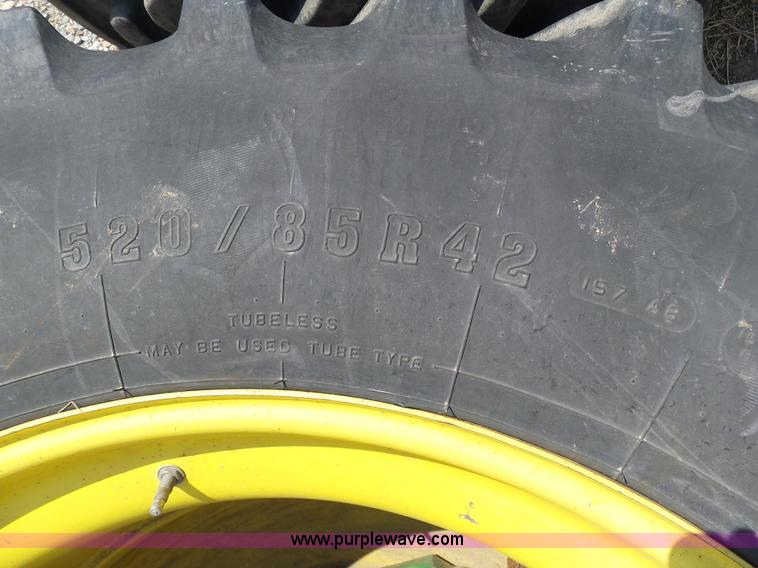 520/85R42
157 A8
TUBELESS
MAY BE USED TUBE TYPE
www.purplewave.com